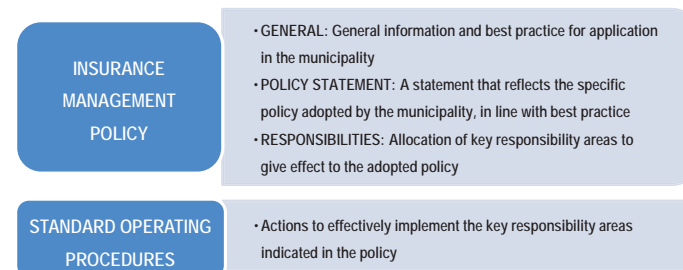 INSURANCE
MANAGEMENT
POLICY
• GENERAL: General information and best practice for application
in the municipality
• POLICY STATEMENT: A statement that reflects the specific
policy adopted by the municipality, in line with best practice
• RESPONSIBILITIES: Allocation of key responsibility areas to
give effect to the adopted policy
STANDARD OPERATING
PROCEDURES
• Actions to effectively implement the key responsibility areas
indicated in the policy